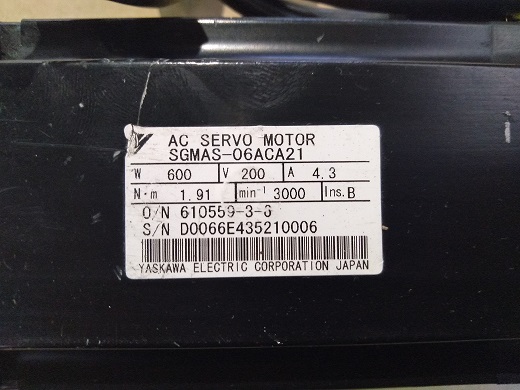 AC SERVO MOTOR
SGMAS-06ACA21
W 600 V 200 A 4.3
N·m 1.91 min⁻¹ 3000 Ins. B
O/N 610559-3-6
S/N D0066E435210006
YASKAWA ELECTRIC CORPORATION JAPAN